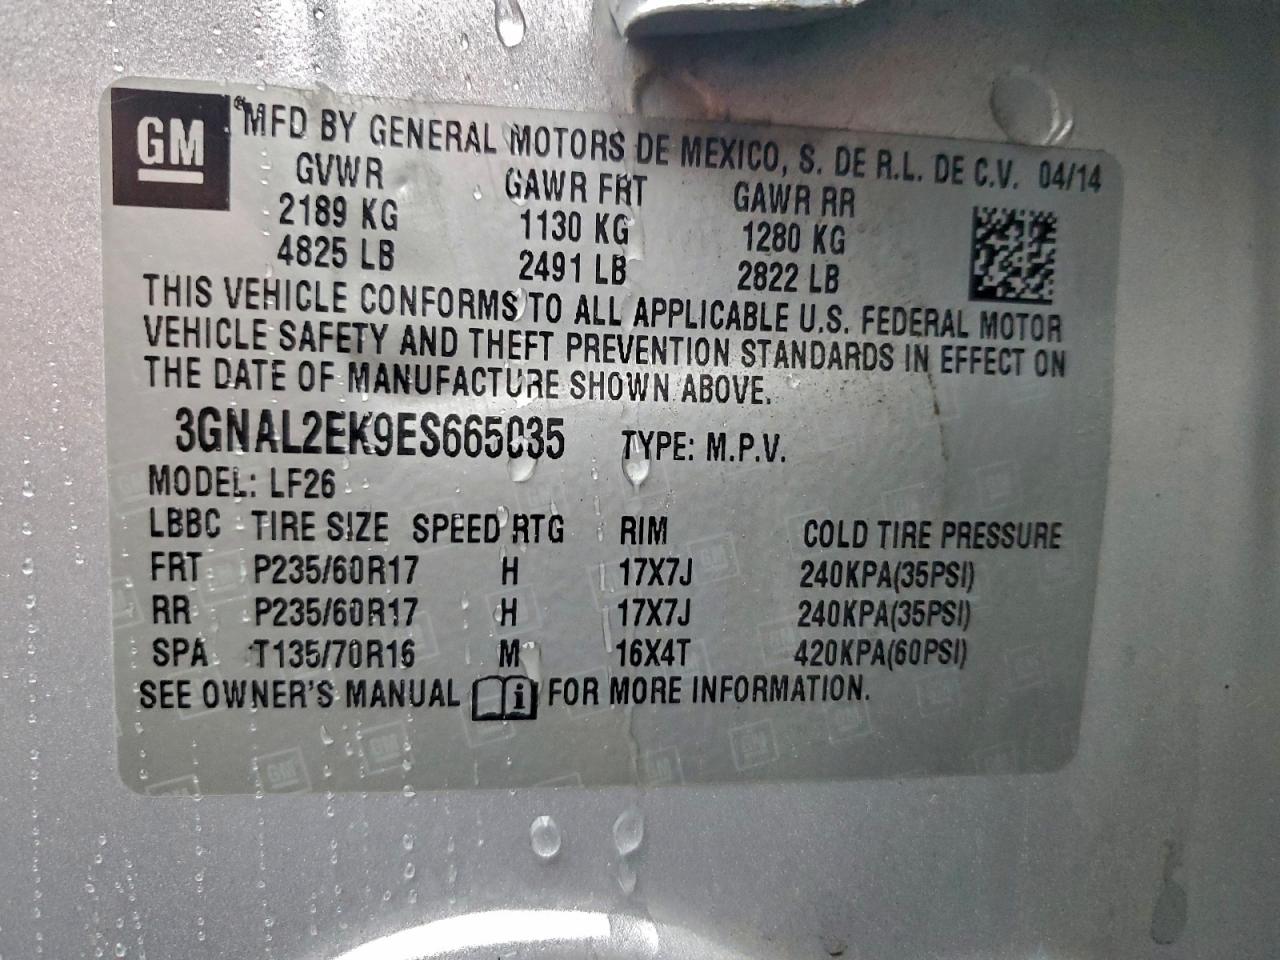 GM
®MFD BY GENERAL MOTORS DE MEXICO, S. DE R.L. DE C.V. 04/14
GVWR GAWR FRT GAWR RR
2189 KG 1130 KG 1280 KG
4825 LB 2491 LB 2822 LB
THIS VEHICLE CONFORMS TO ALL APPLICABLE U.S. FEDERAL MOTOR
VEHICLE SAFETY AND THEFT PREVENTION STANDARDS IN EFFECT ON
THE DATE OF MANUFACTURE SHOWN ABOVE.
3GNAL2EK9ES665035 TYPE: M.P.V.
MODEL: LF26
LBBC TIRE SIZE SPEED RTG RIM COLD TIRE PRESSURE
FRT P235/60R17 H 17X7J 240KPA(35PSI)
RR P235/60R17 H 17X7J 240KPA(35PSI)
SPA T135/70R16 M 16X4T 420KPA(60PSI)
SEE OWNER'S MANUAL i FOR MORE INFORMATION.